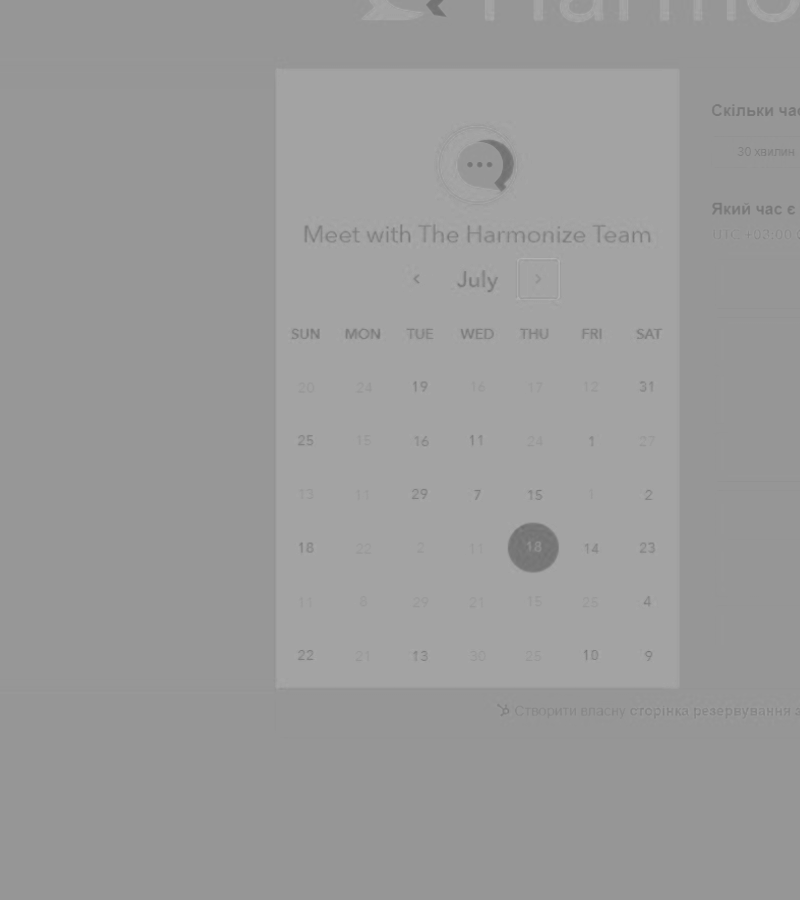 Harmo
Скільки час
30 хвилин
Meet with The Harmonize Team
Який час є
UTC +02:00
July
SUN MON TUE WED THU FRI SAT
20 24 19 16 17 12 31
25 15 16 11 24 1 27
13 11 29 7 15 2
18 22 2 11 18 14 23
11 8 29 21 15 26 4
22 21 13 30 25 10 9
Створити власну сторінка резервування